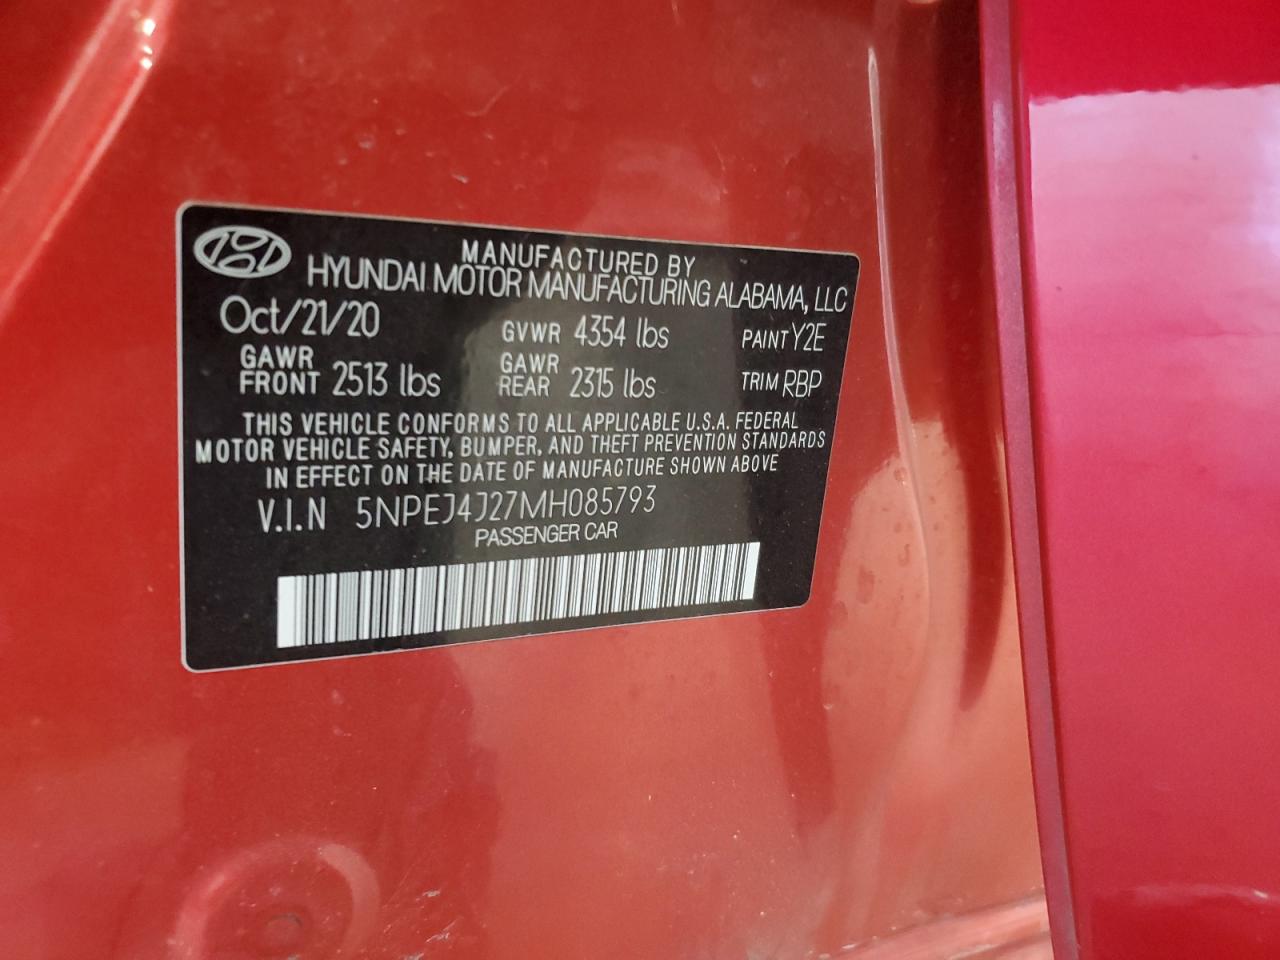 MANUFACTURED BY
HYUNDAI MOTOR MANUFACTURING ALABAMA, LLC
Oct/21/20 GVWR 4354 lbs PAINT Y2E
GAWR FRONT 2513 lbs GAWR REAR 2315 lbs TRIM RBP
THIS VEHICLE CONFORMS TO ALL APPLICABLE U.S.A. FEDERAL
MOTOR VEHICLE SAFETY, BUMPER, AND THEFT PREVENTION STANDARDS
IN EFFECT ON THE DATE OF MANUFACTURE SHOWN ABOVE
V.I.N 5NPEJ4J27MH085793
PASSENGER CAR